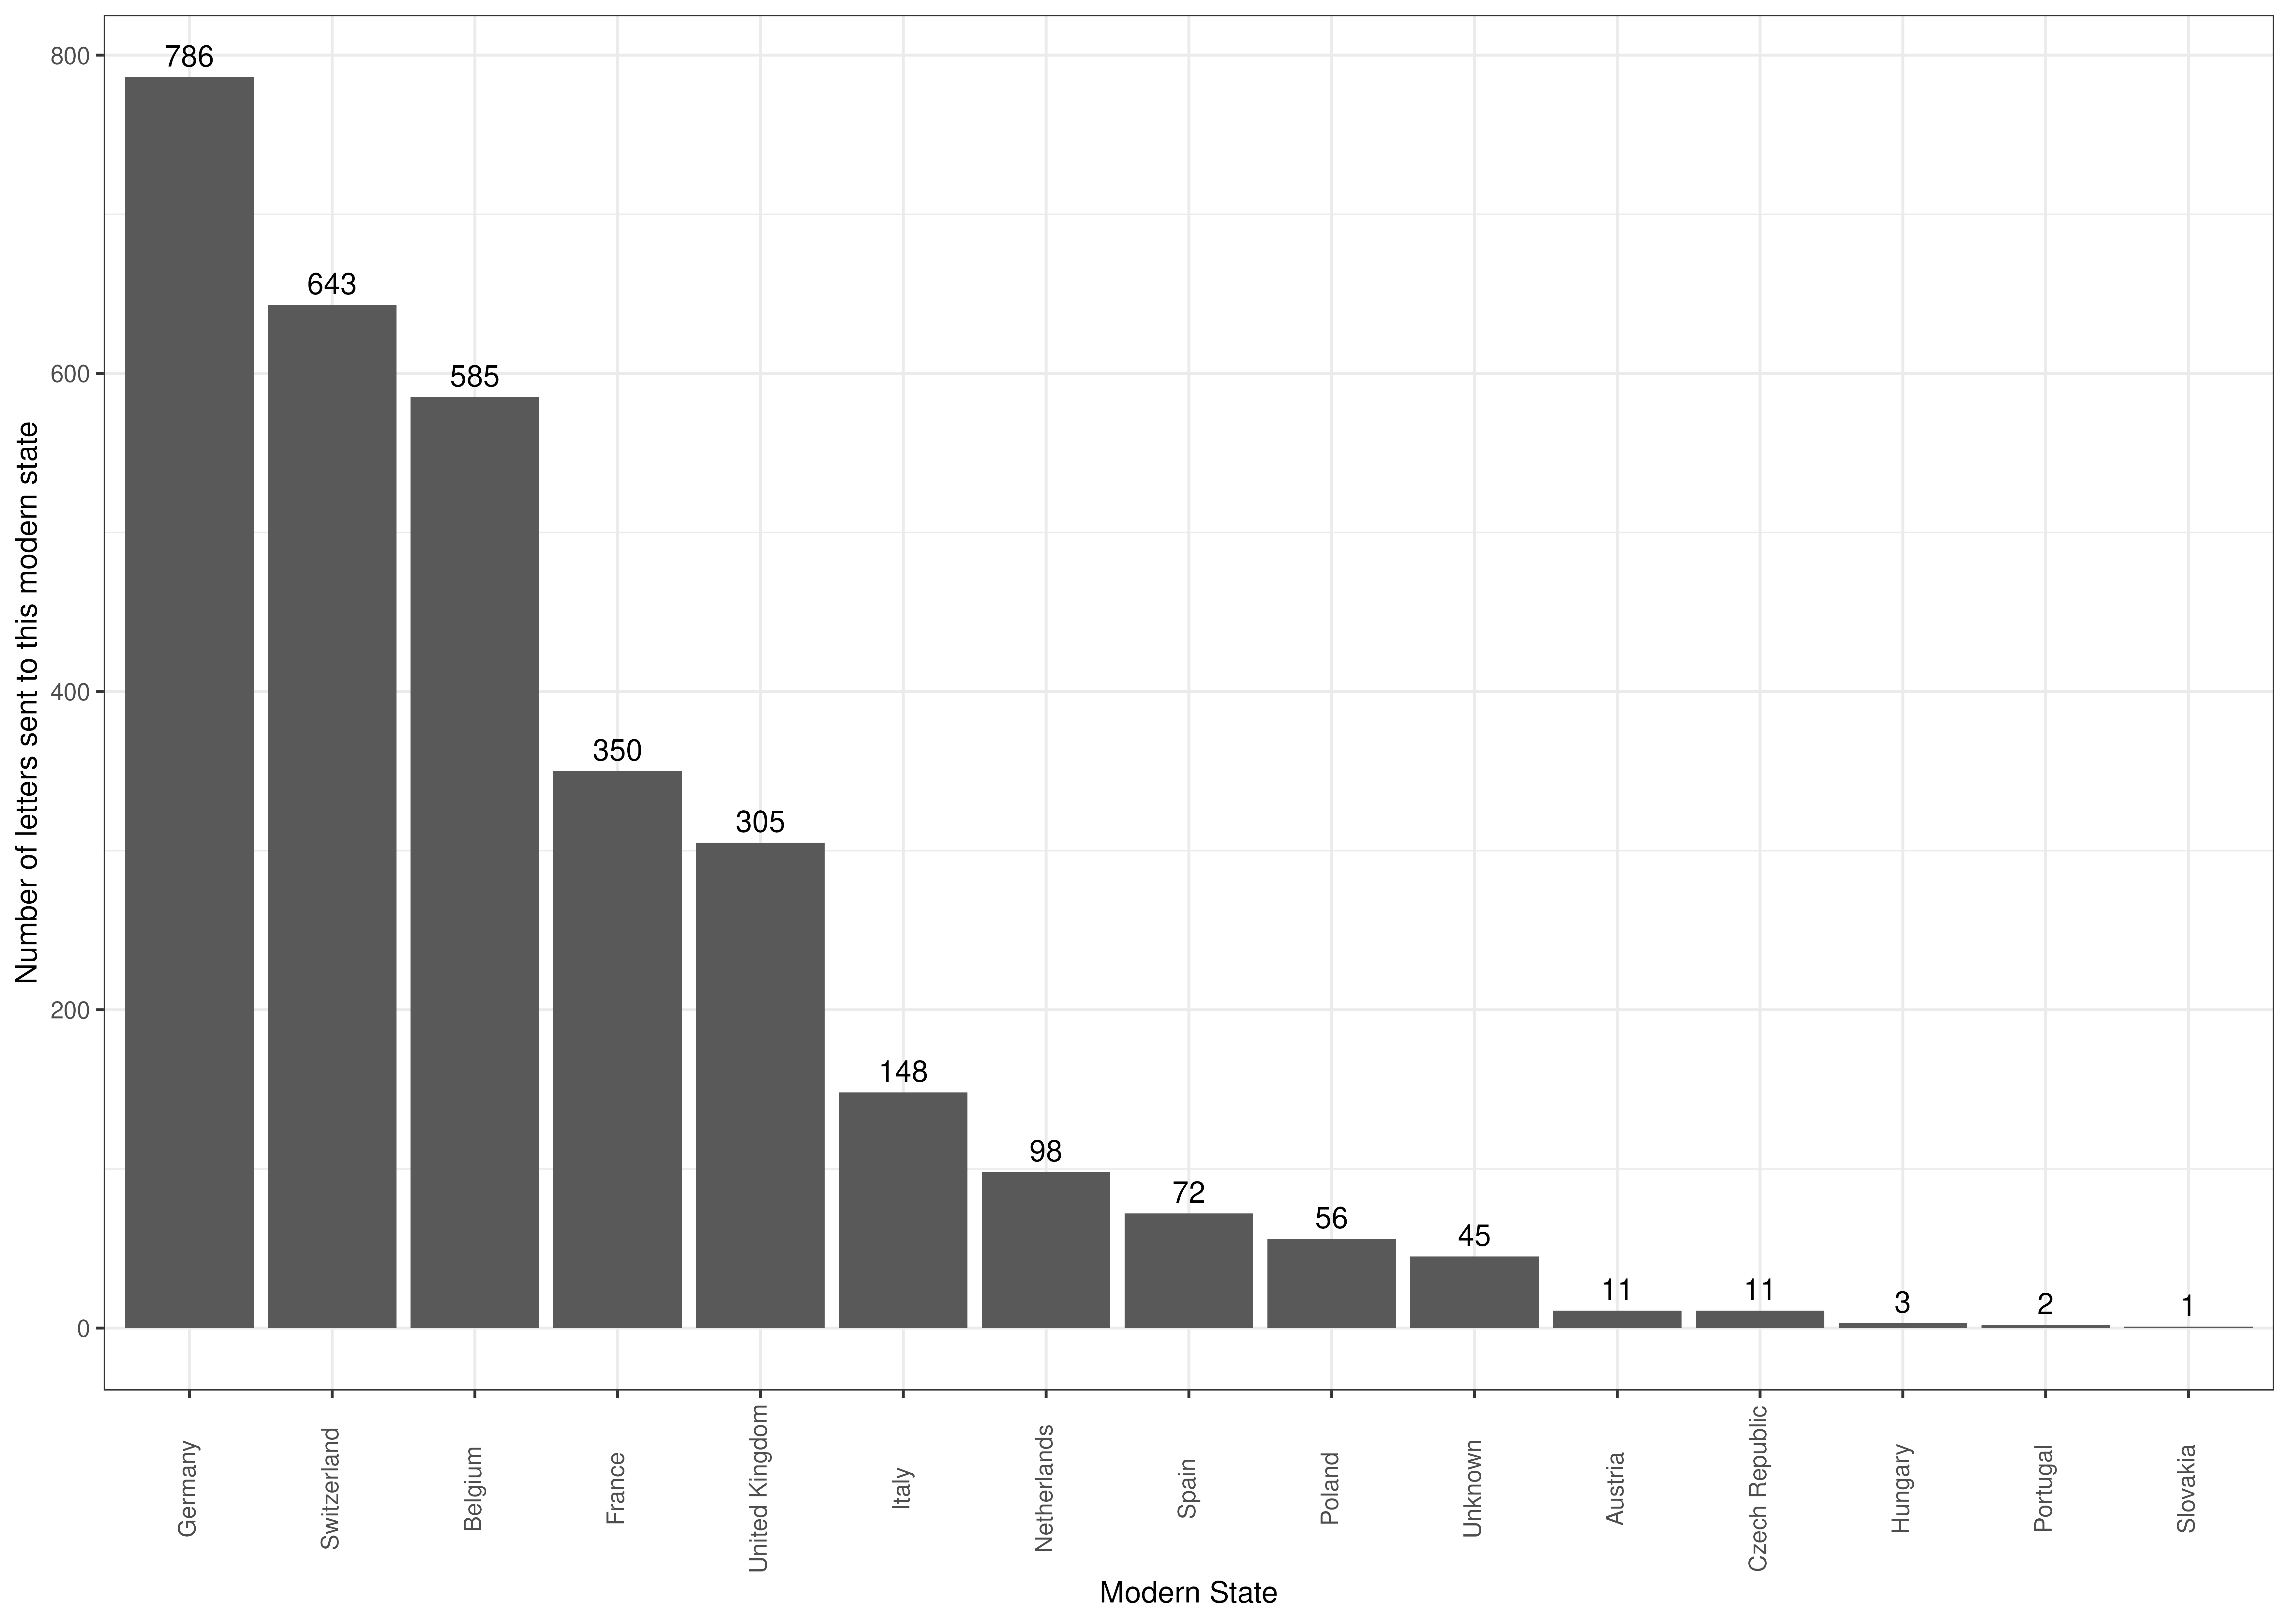 Number of letters sent to this modern state
800
600
400
200
0
786
643
585
350
305
148
98
72
56
45
11
11
3
2
1
Germany
Switzerland
Belgium
France
United Kingdom
Italy
Netherlands
Spain
Poland
Unknown
Austria
Czech Republic
Hungary
Portugal
Slovakia
Modern State